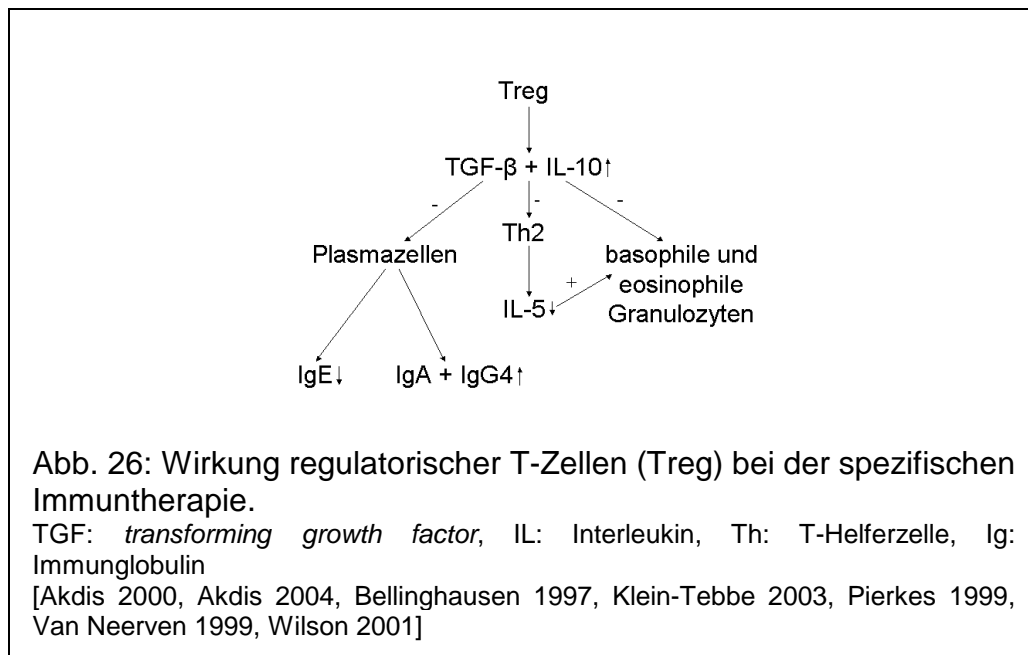 Treg
TGF-β + IL-10↑
- - -
Plasmazellen Th2 basophile und
+ eosinophile
IL-5↓ Granulozyten
IgE↓ IgA + IgG4↑
Abb. 26: Wirkung regulatorischer T-Zellen (Treg) bei der spezifischen
Immuntherapie.
TGF: transforming growth factor, IL: Interleukin, Th: T-Helferzelle, Ig:
Immunglobulin
[Akdis 2000, Akdis 2004, Bellinghausen 1997, Klein-Tebbe 2003, Pierkes 1999,
Van Neerven 1999, Wilson 2001]